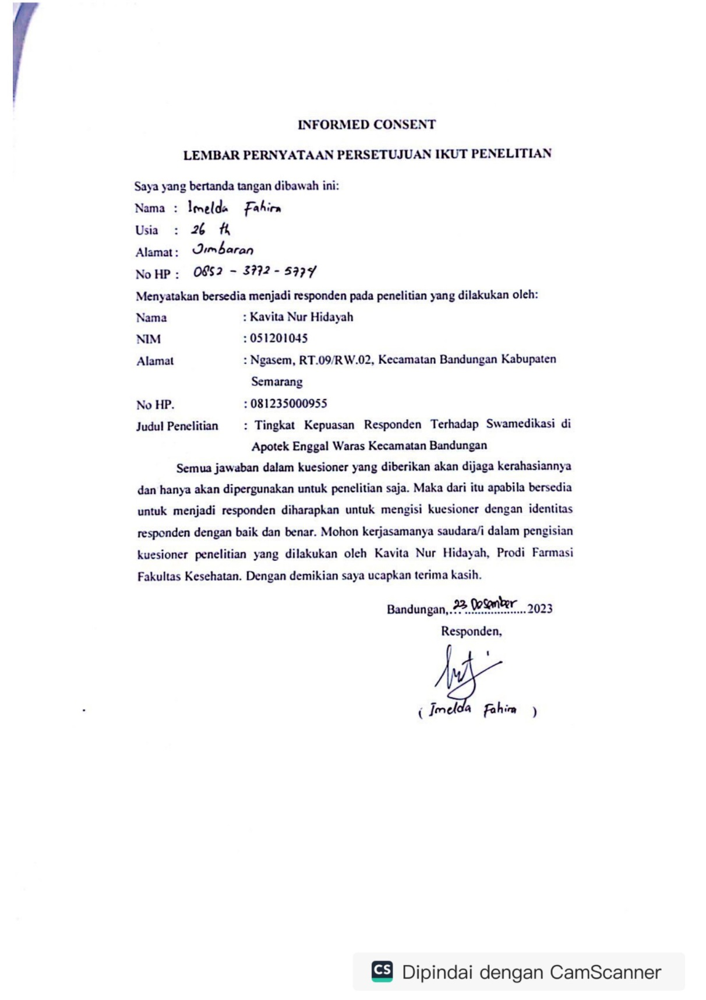 INFORMED CONSENT
LEMBAR PERNYATAAN PERSETUJUAN IKUT PENELITIAN
Saya yang bertanda tangan dibawah ini:
Nama : Imelda Fahira
Usia : 26 th
Alamat : Jimbaran
No HP : 0852 - 3772 - 5774
Menyatakan bersedia menjadi responden pada penelitian yang dilakukan oleh:
Nama : Kavita Nur Hidayah
NIM : 051201045
Alamat : Ngasem, RT.09/RW.02, Kecamatan Bandungan Kabupaten
Semarang
No HP. : 081235000955
Judul Penelitian : Tingkat Kepuasan Responden Terhadap Swamedikasi di
Apotek Enggal Waras Kecamatan Bandungan
Semua jawaban dalam kuesioner yang diberikan akan dijaga kerahasiannya
dan hanya akan dipergunakan untuk penelitian saja. Maka dari itu apabila bersedia
untuk menjadi responden diharapkan untuk mengisi kuesioner dengan identitas
responden dengan baik dan benar. Mohon kerjasamanya saudara/i dalam pengisian
kuesioner penelitian yang dilakukan oleh Kavita Nur Hidayah, Prodi Farmasi
Fakultas Kesehatan. Dengan demikian saya ucapkan terima kasih.
Bandungan, 23 Desember 2023
Responden,
( Imelda Fahira )
CS Dipindai dengan CamScanner